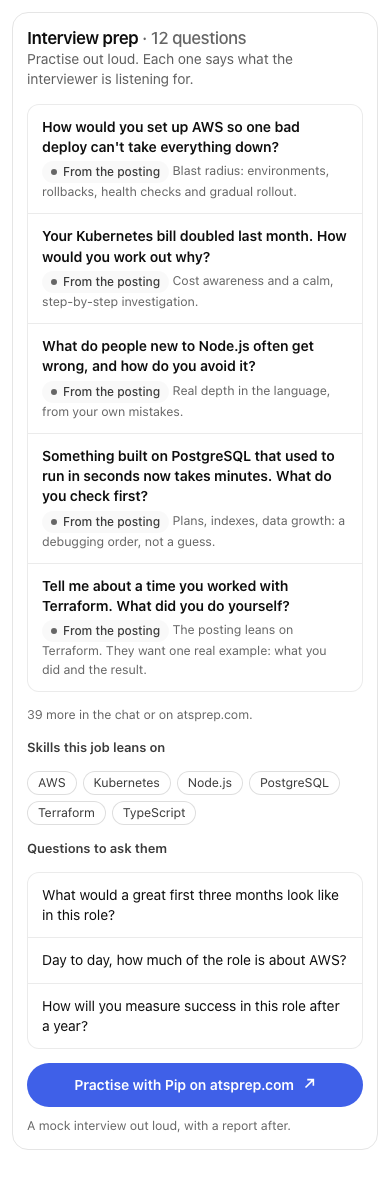 Interview prep · 12 questions
Practise out loud. Each one says what the
interviewer is listening for.
How would you set up AWS so one bad
deploy can't take everything down?
From the posting Blast radius: environments,
rollbacks, health checks and gradual rollout.
Your Kubernetes bill doubled last month. How
would you work out why?
From the posting Cost awareness and a calm,
step-by-step investigation.
What do people new to Node.js often get
wrong, and how do you avoid it?
From the posting Real depth in the language,
from your own mistakes.
Something built on PostgreSQL that used to
run in seconds now takes minutes. What do
you check first?
From the posting Plans, indexes, data growth: a
debugging order, not a guess.
Tell me about a time you worked with
Terraform. What did you do yourself?
From the posting The posting leans on
Terraform. They want one real example: what you
did and the result.
39 more in the chat or on atsprep.com.
Skills this job leans on
AWS Kubernetes Node.js PostgreSQL
Terraform TypeScript
Questions to ask them
What would a great first three months look like
in this role?
Day to day, how much of the role is about AWS?
How will you measure success in this role after
a year?
Practise with Pip on atsprep.com ↗
A mock interview out loud, with a report after.